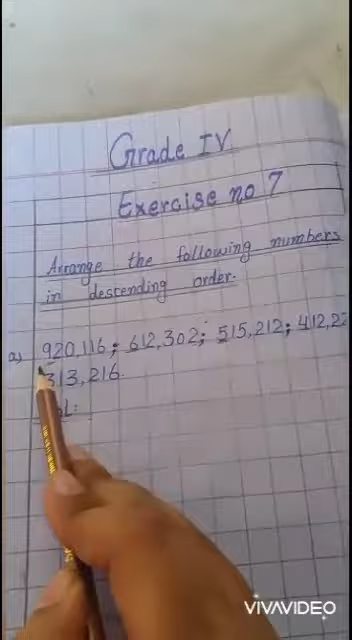 Grade IV
Exercise no 7
Arrange the following numbers
in descending order.
a) 920,116; 612,302; 515,212; 412,2
313,216.
VIVAVIDEO